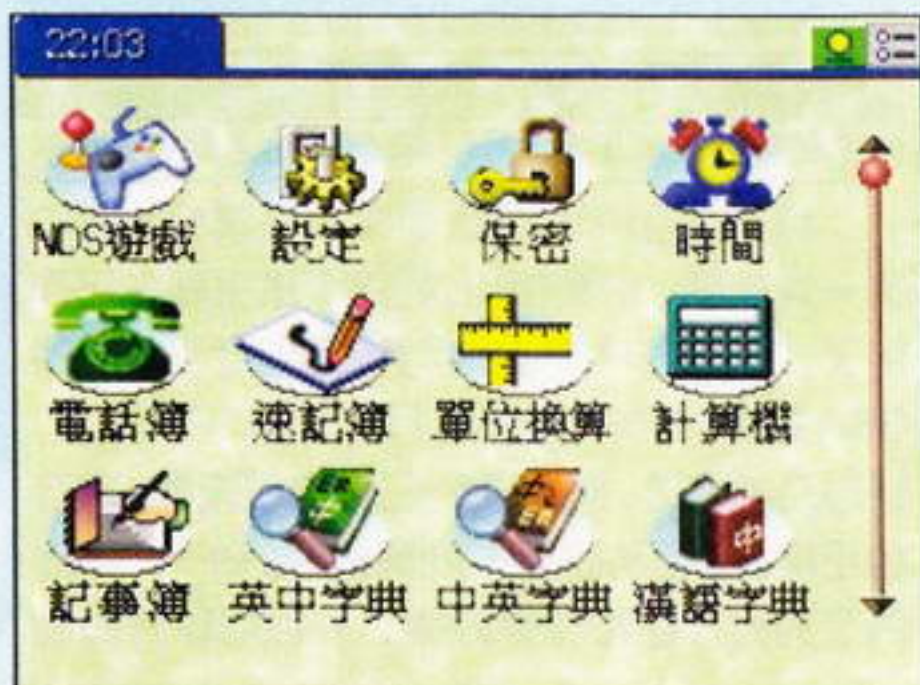 22:03
NDS遊戲 設定 保密 時間
電話簿 速記簿 單位換算 計算機
記事簿 英中字典 中英字典 漢語字典
中